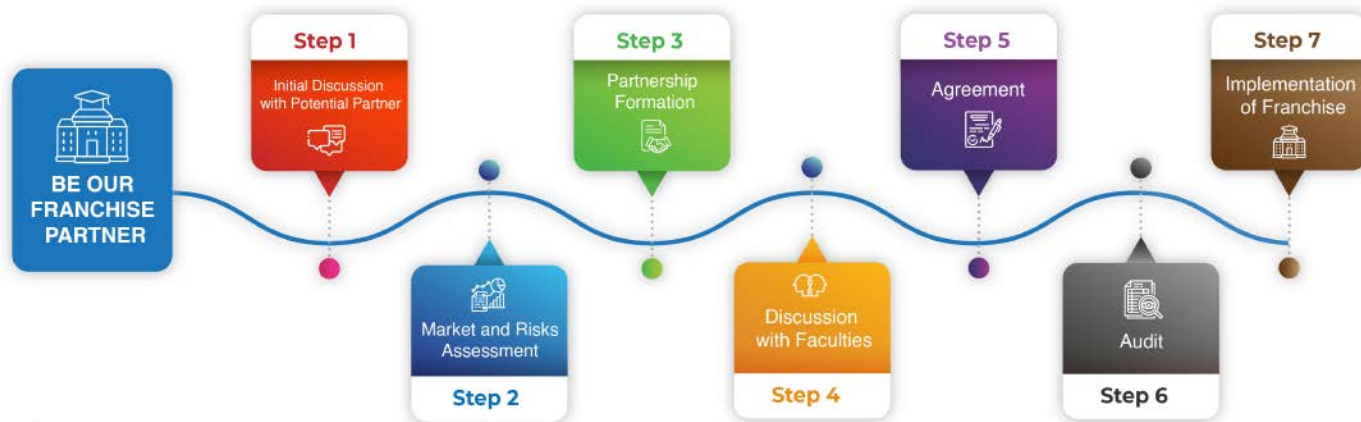 BE OUR
FRANCHISE
PARTNER
Step 1
Initial Discussion
with Potential Partner
Market and Risks
Assessment
Step 2
Step 3
Partnership
Formation
Discussion
with Faculties
Step 4
Step 5
Agreement
Audit
Step 6
Step 7
Implementation
of Franchise